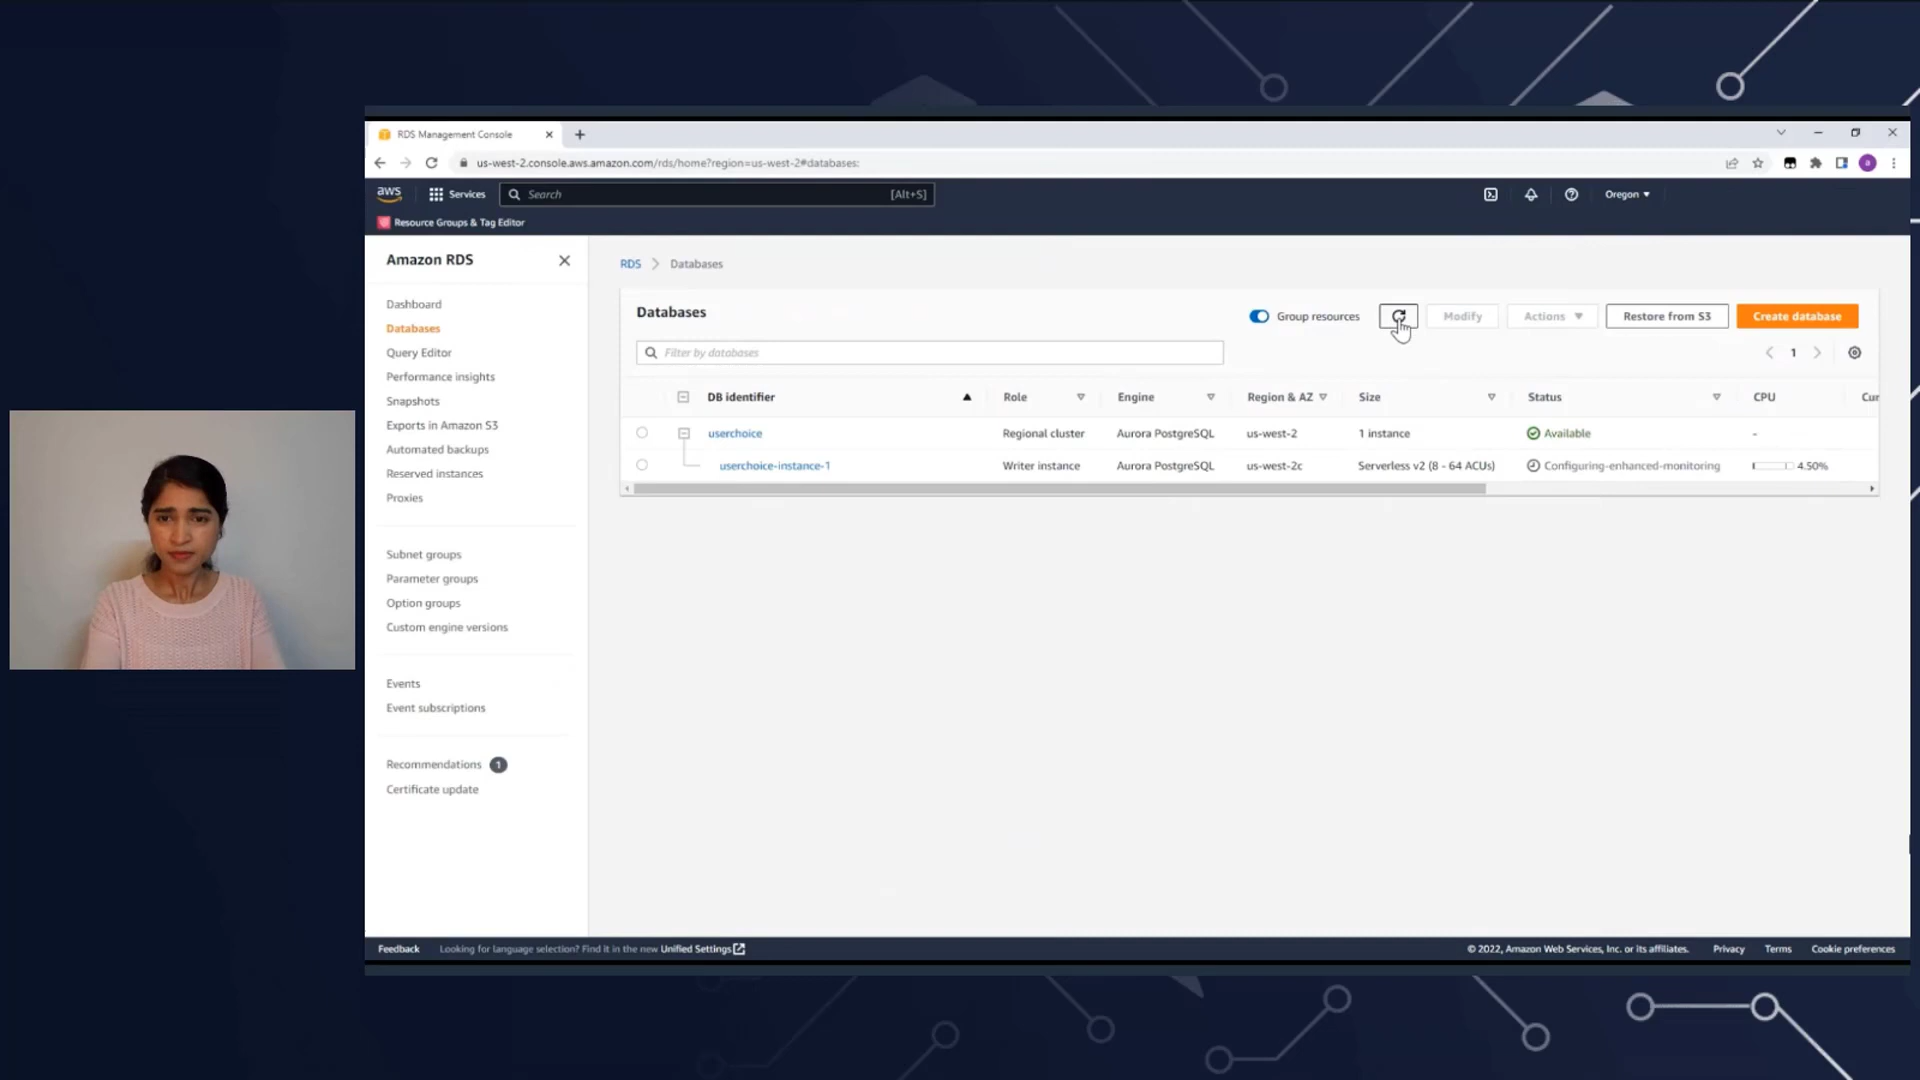 RDS Management Console
us-west-2.console.aws.amazon.com/rds/home?region=us-west-2#databases:
aws Services Search [Alt+S] Oregon
Resource Groups & Tag Editor
Amazon RDS
Dashboard
Databases
Query Editor
Performance insights
Snapshots
Exports in Amazon S3
Automated backups
Reserved instances
Proxies
Subnet groups
Parameter groups
Option groups
Custom engine versions
Events
Event subscriptions
Recommendations 1
Certificate update
RDS Databases
Databases Group resources Modify Actions Restore from S3 Create database
Filter by databases 1
DB identifier Role Engine Region & AZ Size Status CPU Cur
userchoice Regional cluster Aurora PostgreSQL us-west-2 1 instance Available -
userchoice-instance-1 Writer instance Aurora PostgreSQL us-west-2c Serverless v2 (8 - 64 ACUs) Configuring-enhanced-monitoring 4.50%
Feedback Looking for language selection? Find it in the new Unified Settings © 2022, Amazon Web Services, Inc. or its affiliates. Privacy Terms Cookie preferences